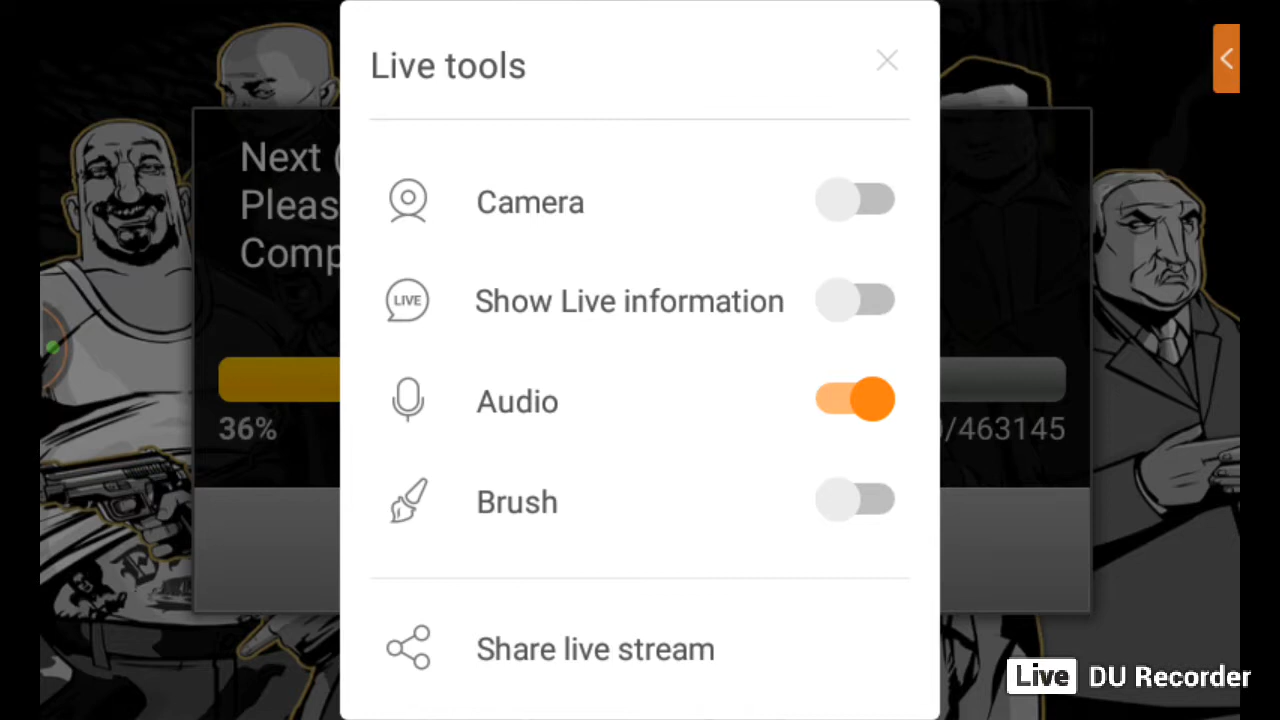 Live tools
Next (
Pleas
Comp
Camera
LIVE
Show Live information
Audio
36%
/463145
Brush
Share live stream
Live DU Recorder